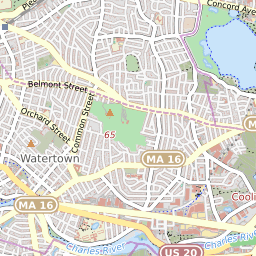 Concord Ave
Belmont Street
Orchard Street
Common Street
65
Watertown
MA 16
MA 16
Charles River
US 20
Charles Riv